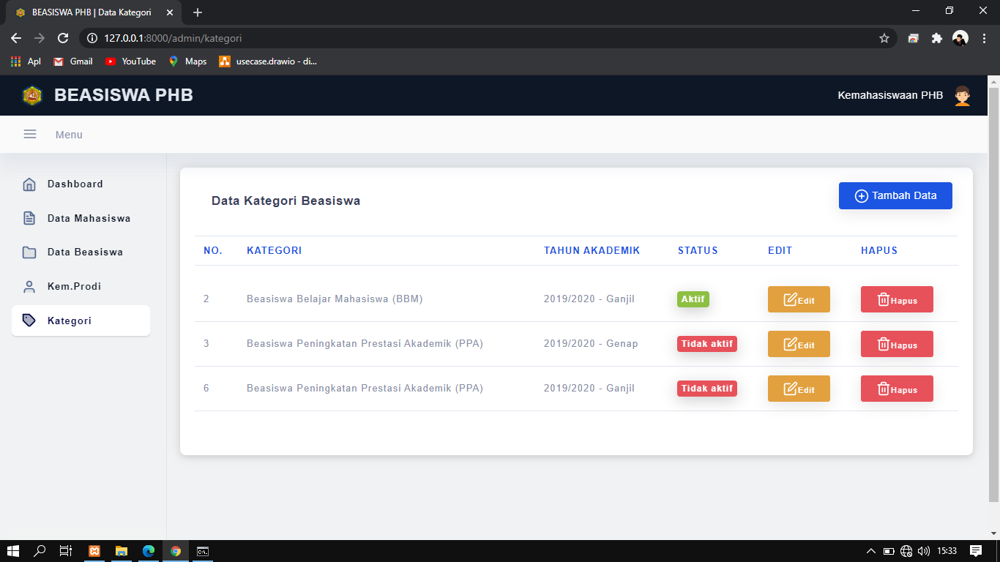 BEASISWA PHB | Data Kategori
127.0.0.1:8000/admin/kategori
Apl Gmail YouTube Maps usecase.drawio - di...
BEASISWA PHB
Kemahasiswaan PHB
Menu
Dashboard
Data Mahasiswa
Data Beasiswa
Kem.Prodi
Kategori
Data Kategori Beasiswa
Tambah Data
NO. KATEGORI TAHUN AKADEMIK STATUS EDIT HAPUS
2 Beasiswa Belajar Mahasiswa (BBM) 2019/2020 - Ganjil Aktif Edit Hapus
3 Beasiswa Peningkatan Prestasi Akademik (PPA) 2019/2020 - Genap Tidak aktif Edit Hapus
6 Beasiswa Peningkatan Prestasi Akademik (PPA) 2019/2020 - Ganjil Tidak aktif Edit Hapus
15:33